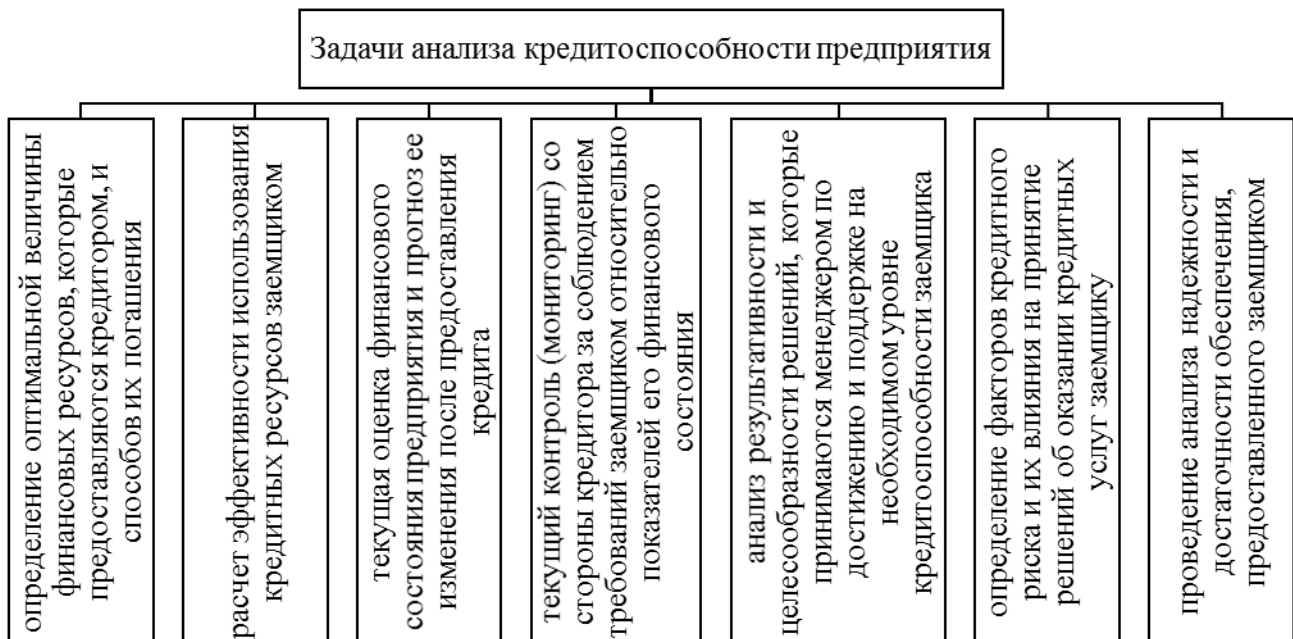 Задачи анализа кредитоспособности предприятия
определение оптимальной величины
финансовых ресурсов, которые
предоставляются кредитором, и
способов их погашения
расчет эффективности использования
кредитных ресурсов заемщиком
текущая оценка финансового
состояния предприятия и прогноз ее
изменения после предоставления
кредита
текущий контроль (мониторинг) со
стороны кредитора за соблюдением
требований заемщиком относительно
показателей его финансового
состояния
анализ результативности и
целесообразности решений, которые
принимаются менеджером по
достижению и поддержке на
необходимом уровне
кредитоспособности заемщика
определение факторов кредитного
риска и их влияния на принятие
решений об оказании кредитных
услуг заемщику
проведение анализа надежности и
достаточности обеспечения,
предоставленного заемщиком